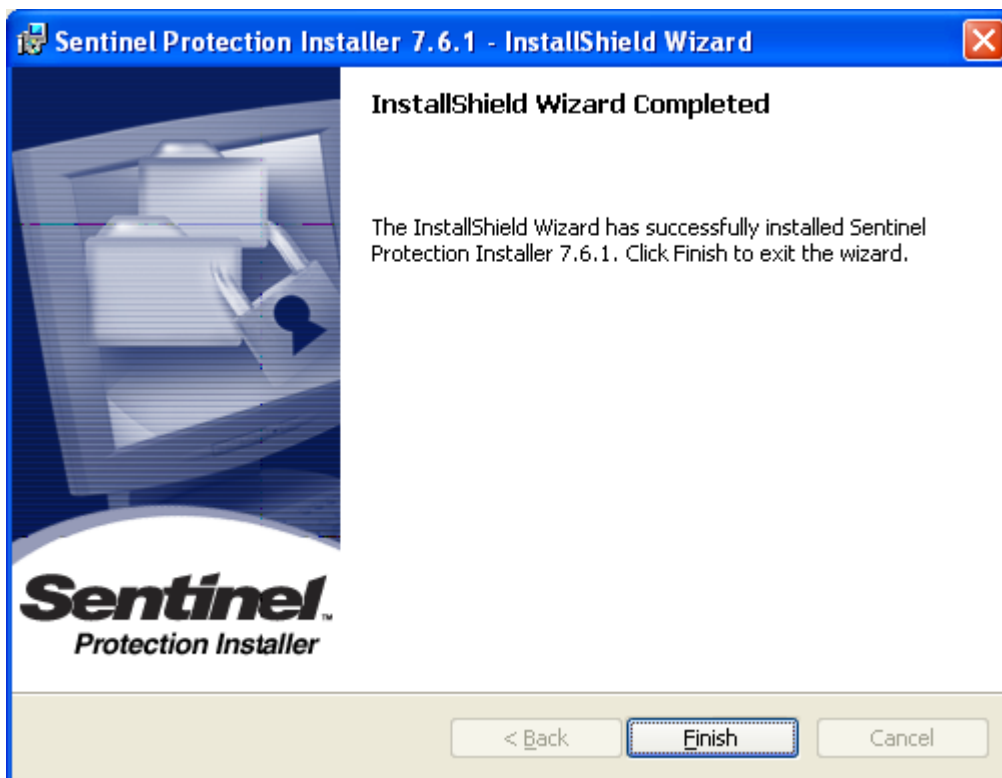 Sentinel Protection Installer 7.6.1 - InstallShield Wizard
InstallShield Wizard Completed
The InstallShield Wizard has successfully installed Sentinel
Protection Installer 7.6.1. Click Finish to exit the wizard.
Sentinel™
Protection Installer
< Back Finish Cancel